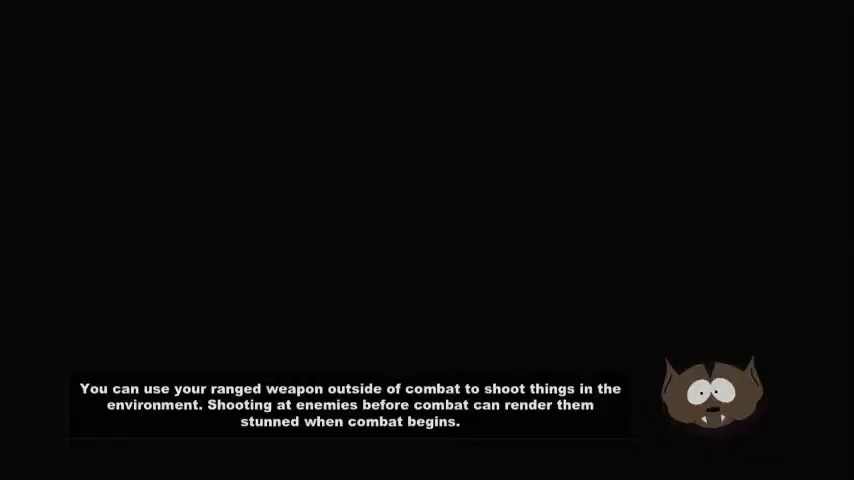 You can use your ranged weapon outside of combat to shoot things in the
environment. Shooting at enemies before combat can render them
stunned when combat begins.